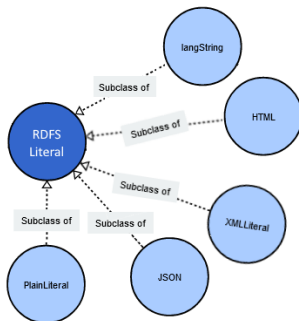 langString
Subclass of
HTML
Subclass of
RDFS
Literal
Subclass of
XMLLiteral
Subclass of
Subclass of
JSON
PlainLiteral